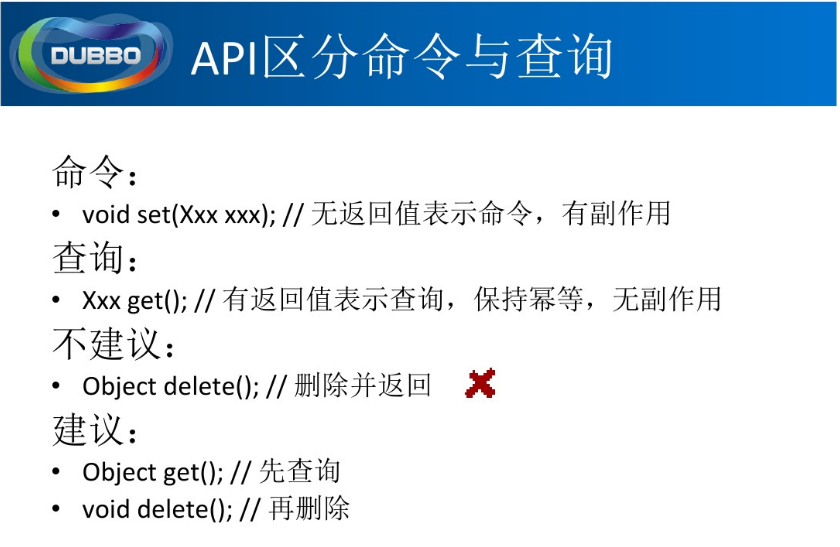 DUBBO
API区分命令与查询
命令：
• void set(Xxx xxx); // 无返回值表示命令，有副作用
查询：
• Xxx get(); // 有返回值表示查询，保持幂等，无副作用
不建议：
• Object delete(); // 删除并返回
建议：
• Object get(); // 先查询
• void delete(); // 再删除